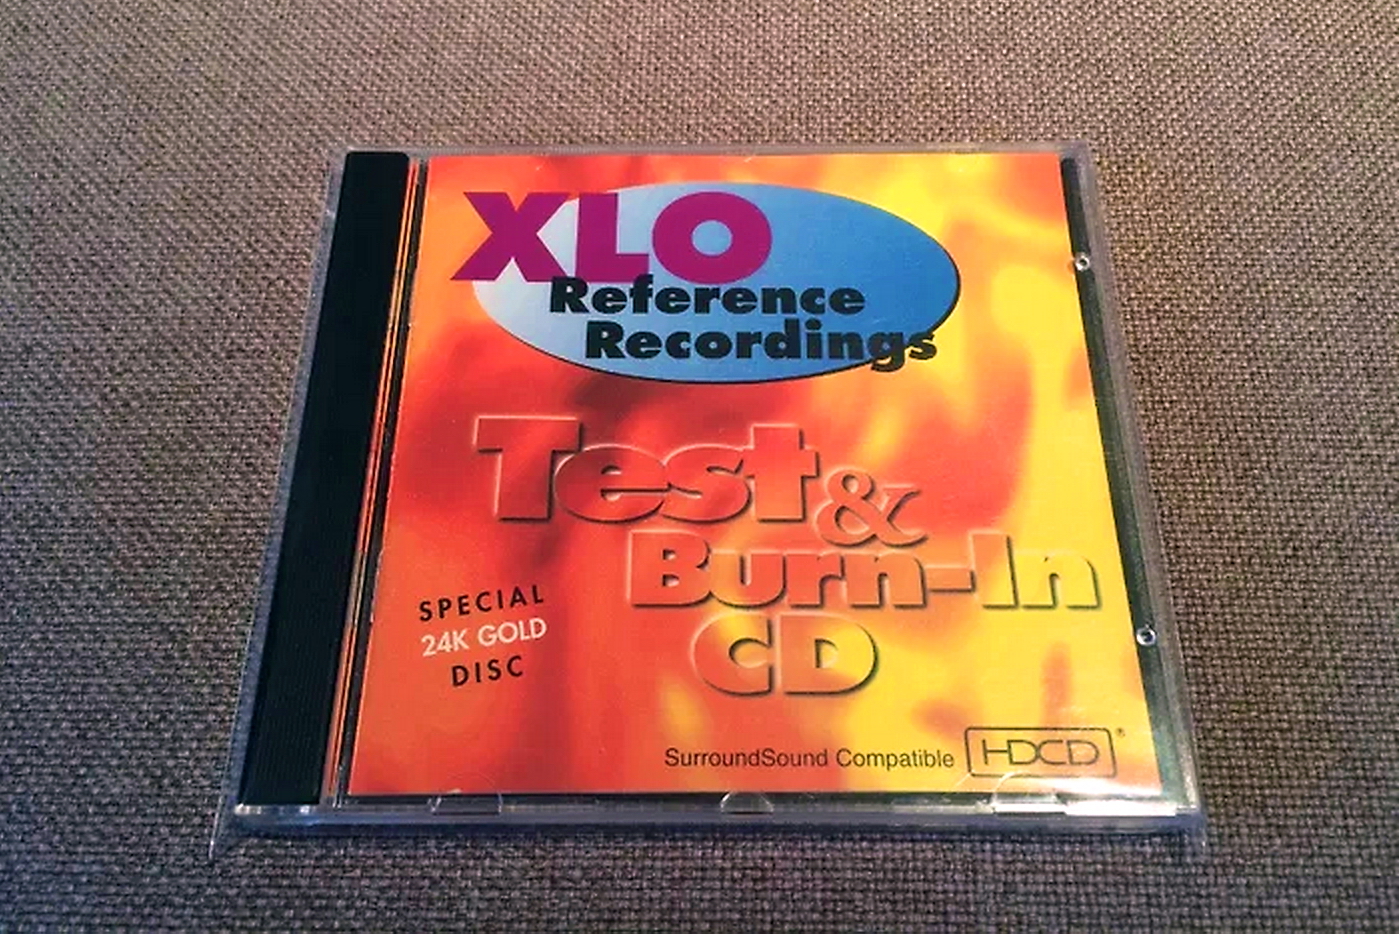 XLO
Reference
Recordings
Test &
Burn-In
CD
SPECIAL
24K GOLD
DISC
SurroundSound Compatible HDCD®